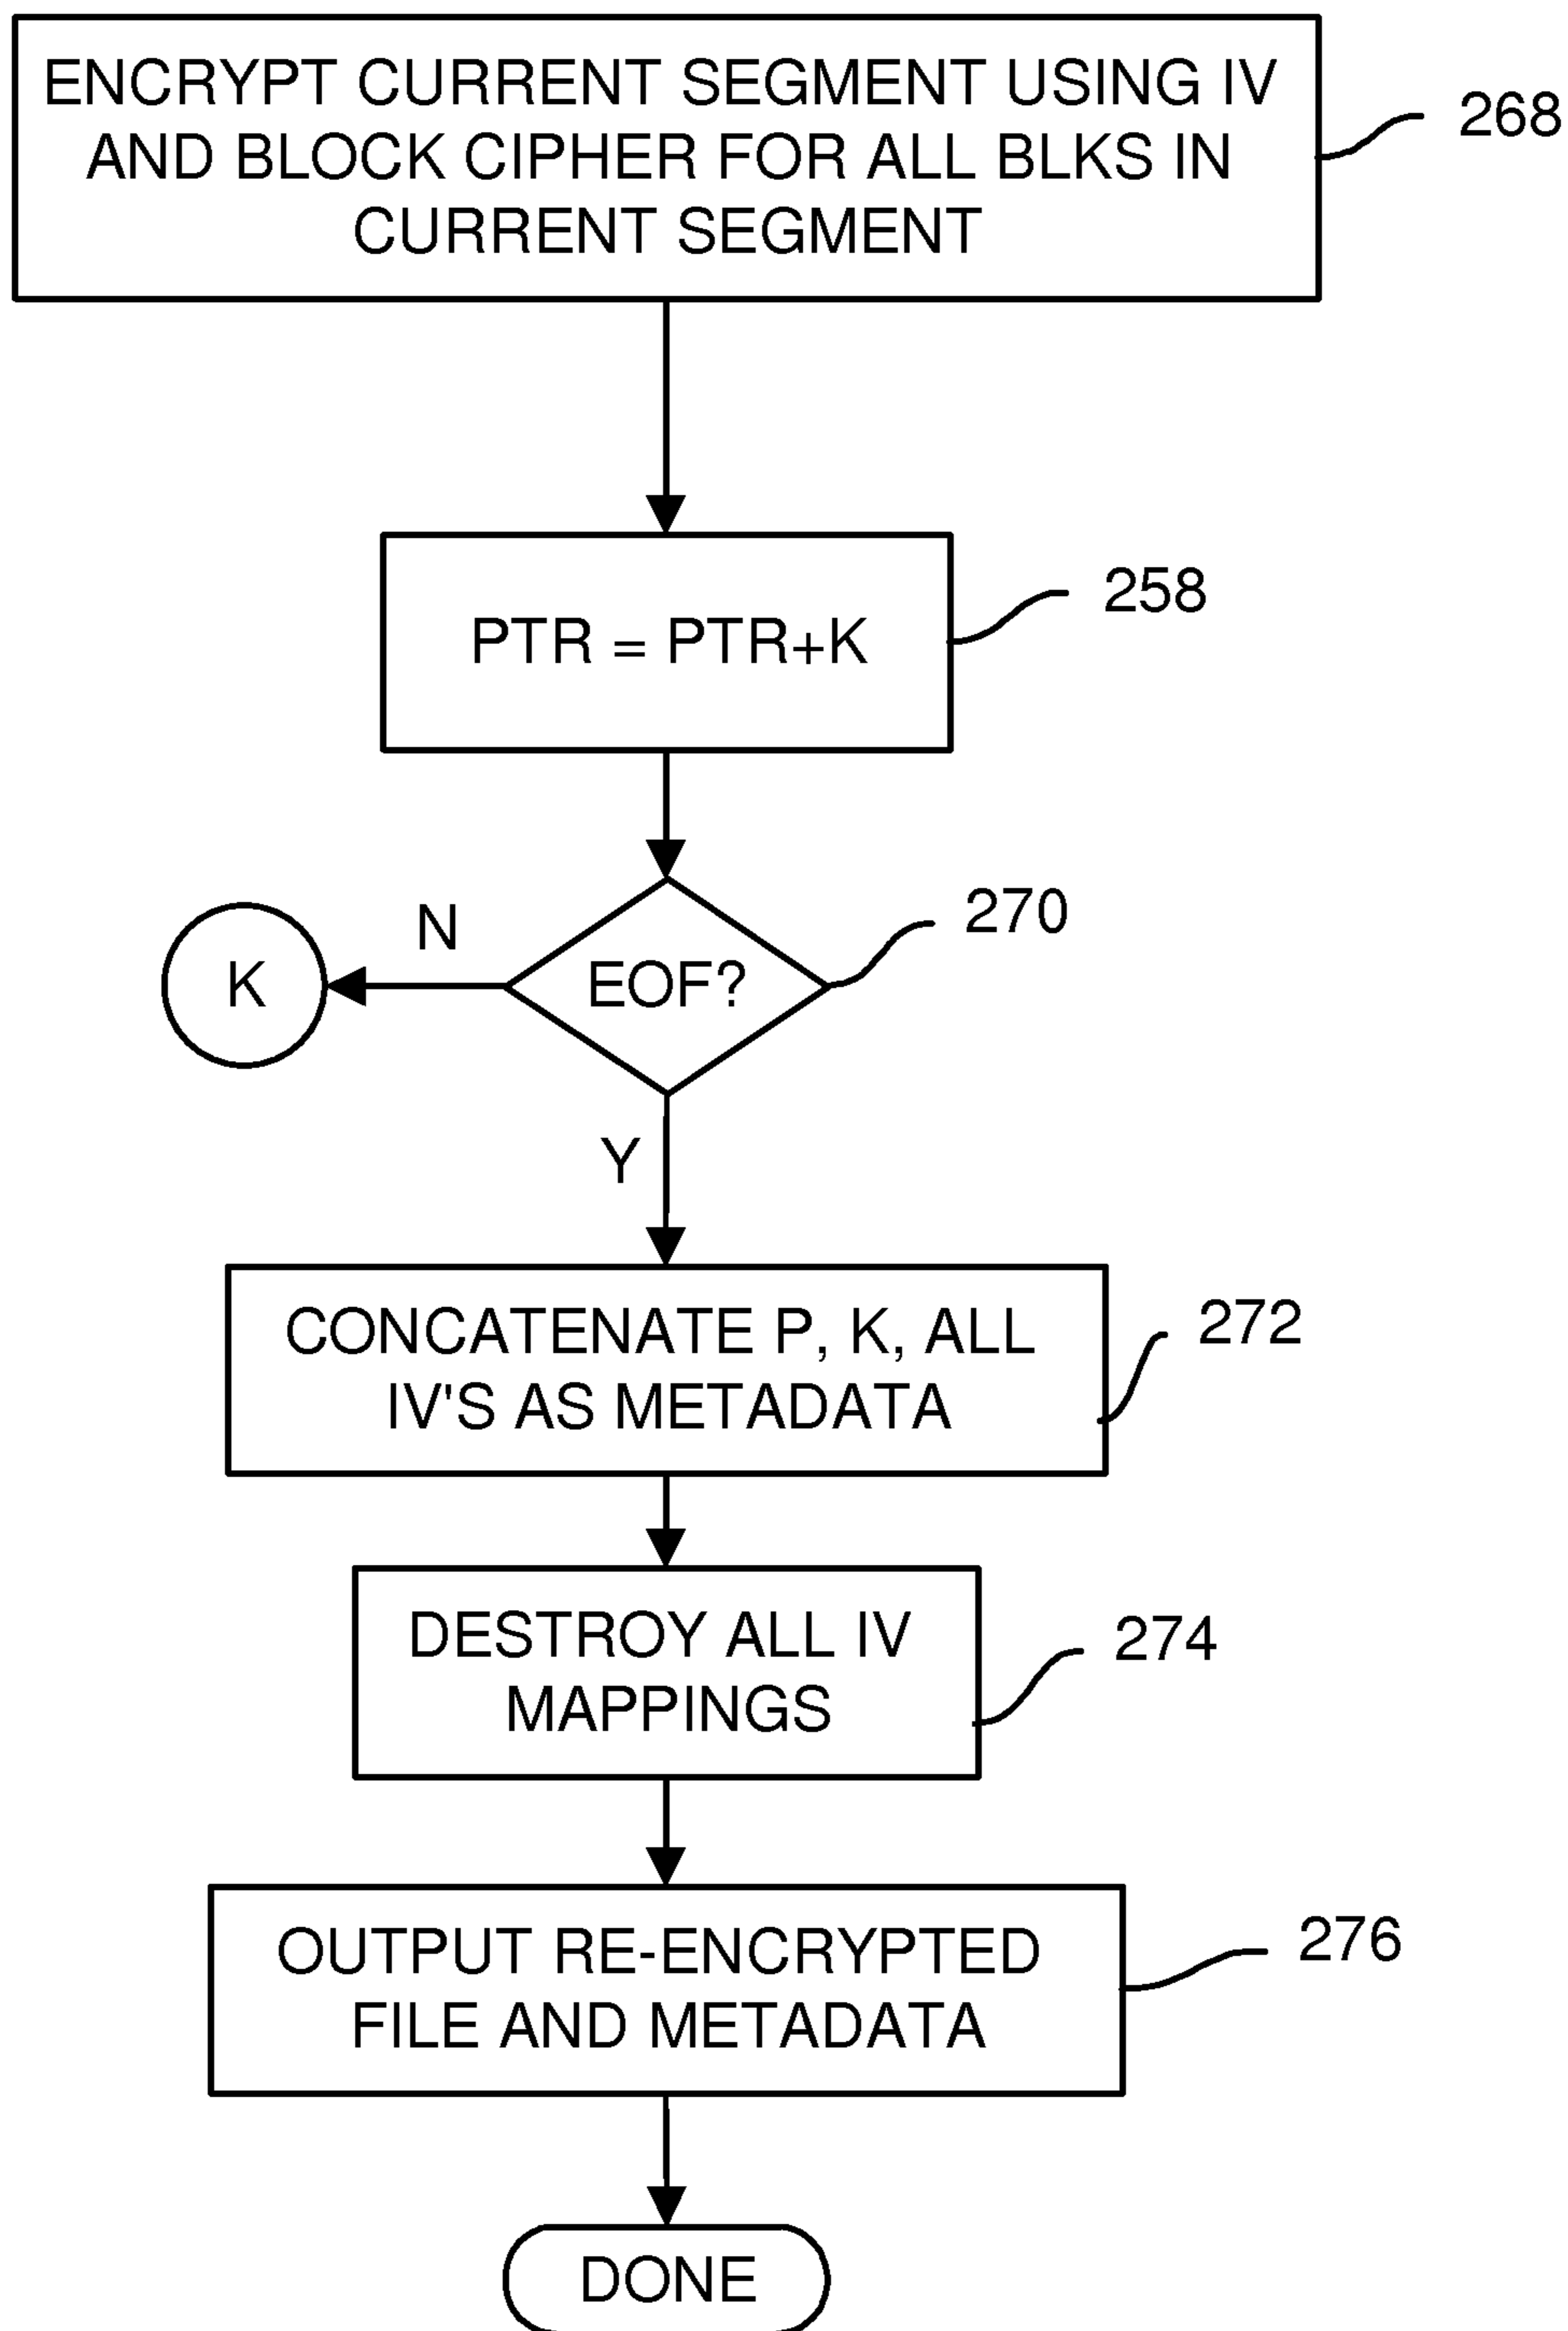 ENCRYPT CURRENT SEGMENT USING IV
AND BLOCK CIPHER FOR ALL BLKS IN
CURRENT SEGMENT
268
PTR = PTR+K
258
EOF?
270
N
K
Y
CONCATENATE P, K, ALL
IV'S AS METADATA
272
DESTROY ALL IV
MAPPINGS
274
OUTPUT RE-ENCRYPTED
FILE AND METADATA
276
DONE